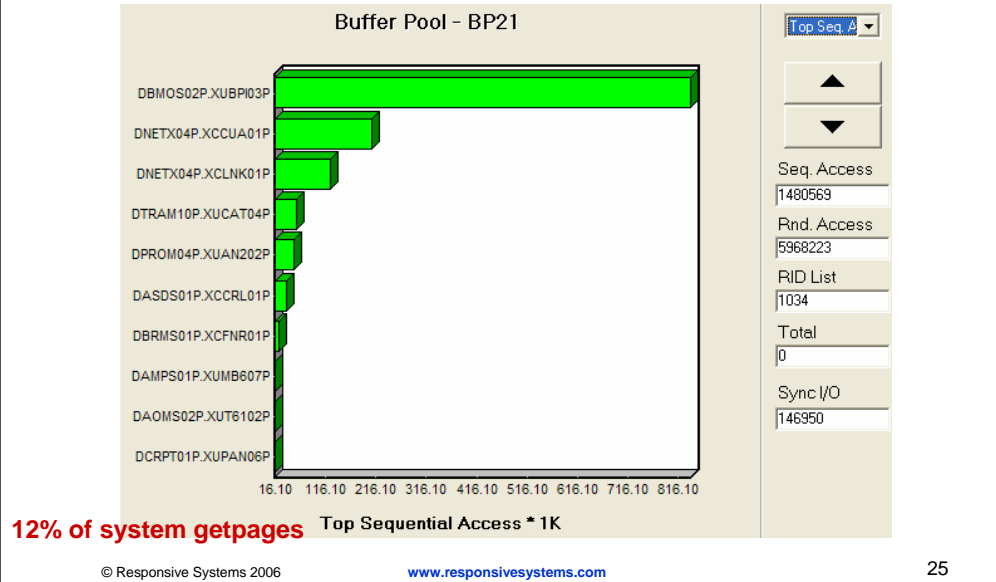 Buffer Pool - BP21
Top Seq. A
DBMOS02P.XUBPI03P
DNETX04P.XCCUA01P
DNETX04P.XCLNK01P
DTRAM10P.XUCAT04P
DPROM04P.XUAN202P
DASDS01P.XCCRL01P
DBRMS01P.XCFNR01P
DAMPS01P.XUMB607P
DAOMS02P.XUT6102P
DCRPT01P.XUPAN06P
16.10 116.10 216.10 316.10 416.10 516.10 616.10 716.10 816.10
Top Sequential Access * 1K
Seq. Access
1480569
Rnd. Access
5968223
RID List
1034
Total
0
Sync I/O
146950
12% of system getpages
© Responsive Systems 2006
www.responsivesystems.com
25